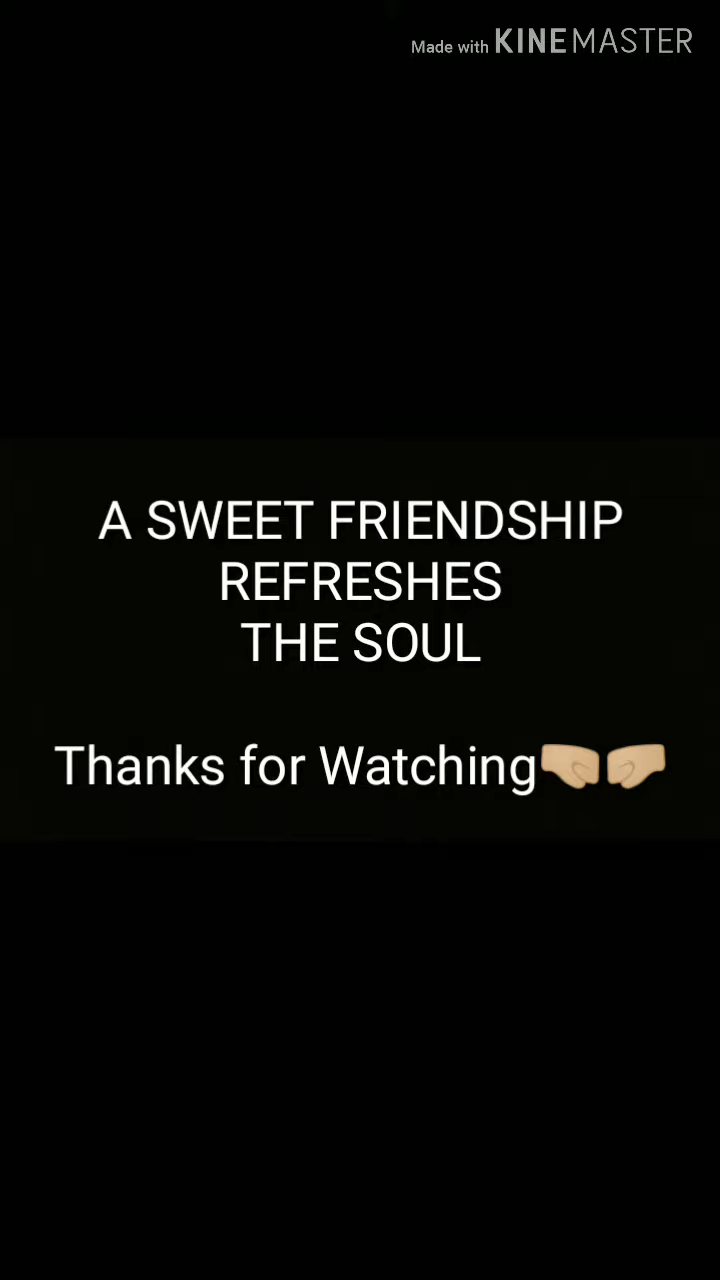 Made with KINEMASTER
A SWEET FRIENDSHIP
REFRESHES
THE SOUL
Thanks for Watching🤜🏼🤛🏼